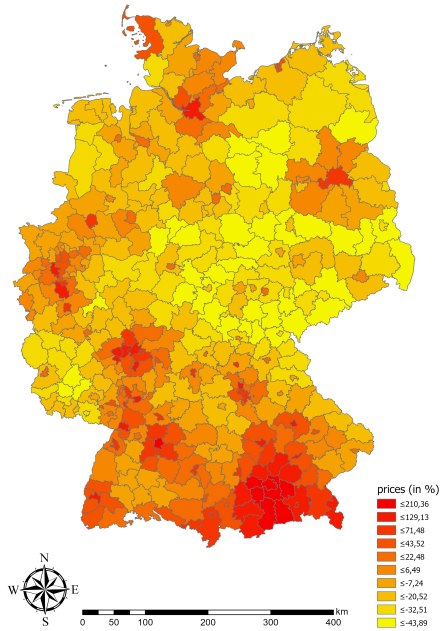 prices (in %)
≤210,36
≤129,13
≤71,48
≤43,52
≤22,48
≤6,49
≤-7,24
≤-20,52
≤-32,51
≤-43,89
N
W E
S
km
0 25 50 100 200 300 400